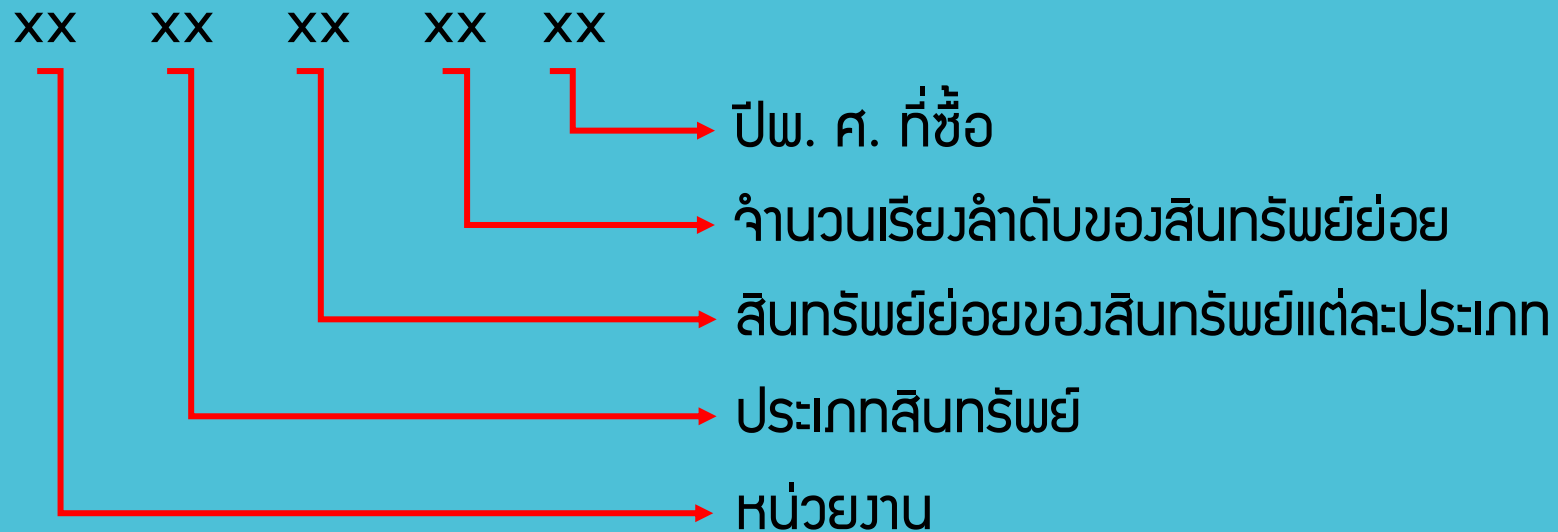 xx xx xx xx xx
ปีพ. ศ. ที่ซื้อ
จำนวนเรียงลำดับของสินทรัพย์ย่อย
สินทรัพย์ย่อยของสินทรัพย์แต่ละประเภท
ประเภทสินทรัพย์
หน่วยงาน